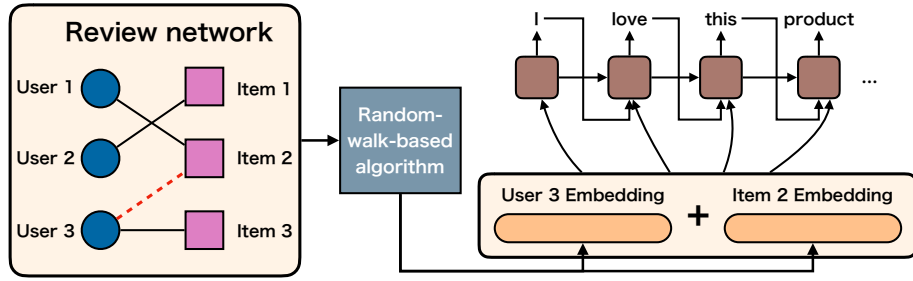 Review network
User 1
Item 1
User 2
Item 2
User 3
Item 3
Random-
walk-based
algorithm
I love this product
...
User 3 Embedding + Item 2 Embedding